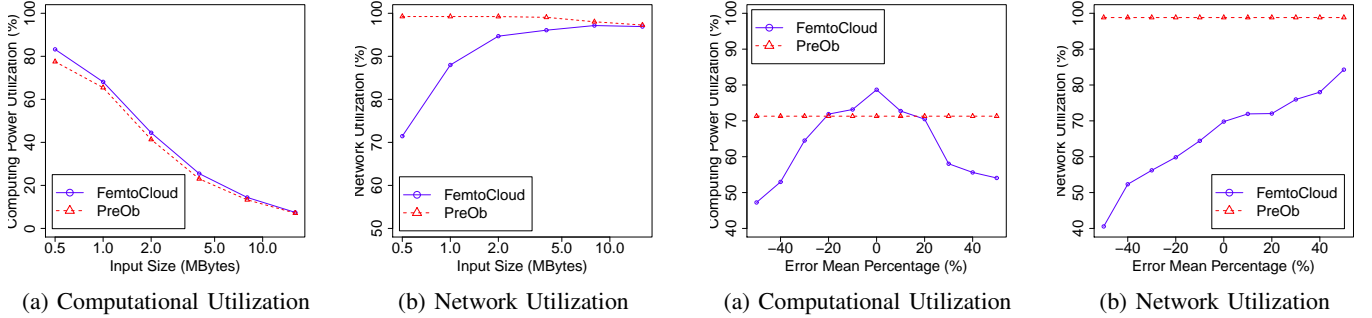 Computing Power Utilization (%)
0 20 40 60 80 100
FemtoCloud
PreOb
0.5 1.0 2.0 5.0 10.0
Input Size (MBytes)
(a) Computational Utilization
Network Utilization (%)
50 60 70 80 90 100
FemtoCloud
PreOb
0.5 1.0 2.0 5.0 10.0
Input Size (MBytes)
(b) Network Utilization
Computing Power Utilization (%)
40 50 60 70 80 90 100
FemtoCloud
PreOb
−40 −20 0 20 40
Error Mean Percentage (%)
(a) Computational Utilization
Network Utilization (%)
40 50 60 70 80 90 100
FemtoCloud
PreOb
−40 −20 0 20 40
Error Mean Percentage (%)
(b) Network Utilization